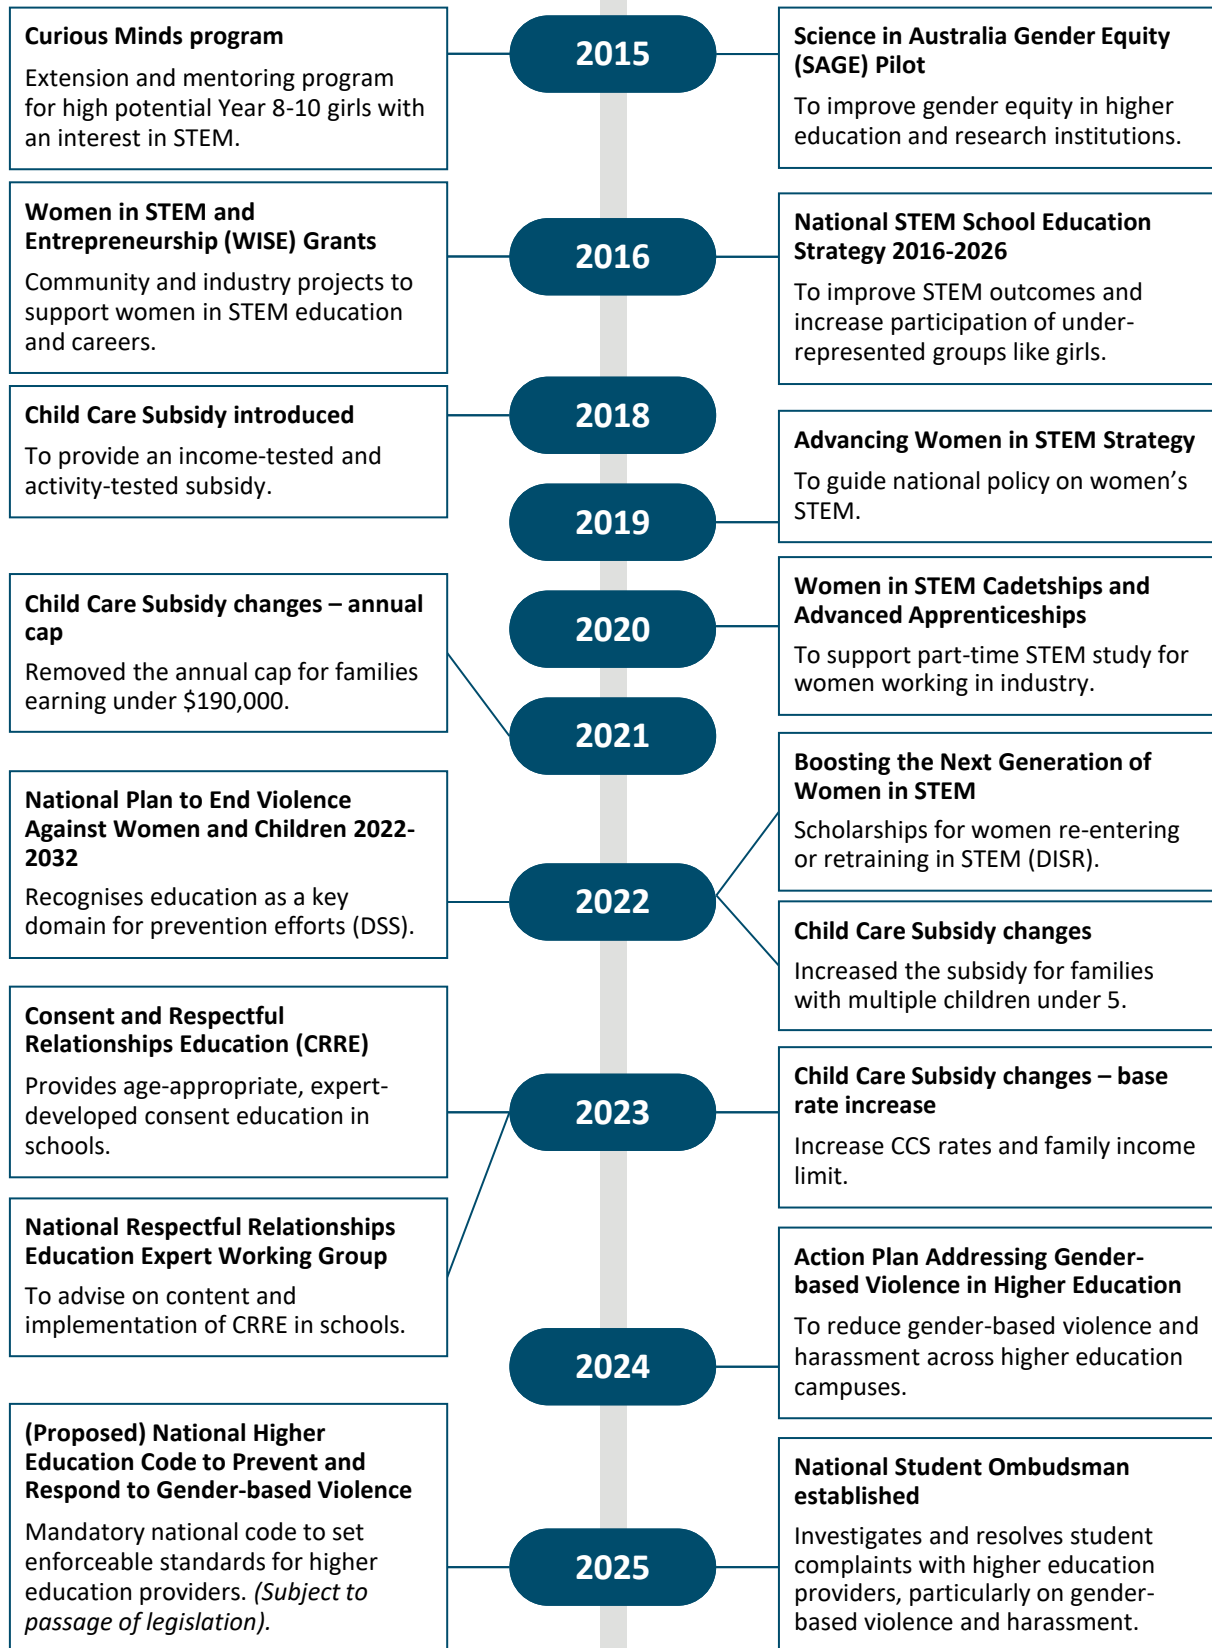 2015
Curious Minds program
Extension and mentoring program
for high potential Year 8-10 girls with
an interest in STEM.
Science in Australia Gender Equity
(SAGE) Pilot
To improve gender equity in higher
education and research institutions.
2016
Women in STEM and
Entrepreneurship (WISE) Grants
Community and industry projects to
support women in STEM education
and careers.
National STEM School Education
Strategy 2016-2026
To improve STEM outcomes and
increase participation of under-
represented groups like girls.
2018
Child Care Subsidy introduced
To provide an income-tested and
activity-tested subsidy.
2019
Advancing Women in STEM Strategy
To guide national policy on women’s
STEM.
2020
Women in STEM Cadetships and
Advanced Apprenticeships
To support part-time STEM study for
women working in industry.
2021
Child Care Subsidy changes – annual
cap
Removed the annual cap for families
earning under $190,000.
2022
National Plan to End Violence
Against Women and Children 2022-
2032
Recognises education as a key
domain for prevention efforts (DSS).
Boosting the Next Generation of
Women in STEM
Scholarships for women re-entering
or retraining in STEM (DISR).
Child Care Subsidy changes
Increased the subsidy for families
with multiple children under 5.
2023
Consent and Respectful
Relationships Education (CRRE)
Provides age-appropriate, expert-
developed consent education in
schools.
National Respectful Relationships
Education Expert Working Group
To advise on content and
implementation of CRRE in schools.
Child Care Subsidy changes – base
rate increase
Increase CCS rates and family income
limit.
2024
Action Plan Addressing Gender-
based Violence in Higher Education
To reduce gender-based violence and
harassment across higher education
campuses.
2025
(Proposed) National Higher
Education Code to Prevent and
Respond to Gender-based Violence
Mandatory national code to set
enforceable standards for higher
education providers. (Subject to
passage of legislation).
National Student Ombudsman
established
Investigates and resolves student
complaints with higher education
providers, particularly on gender-
based violence and harassment.